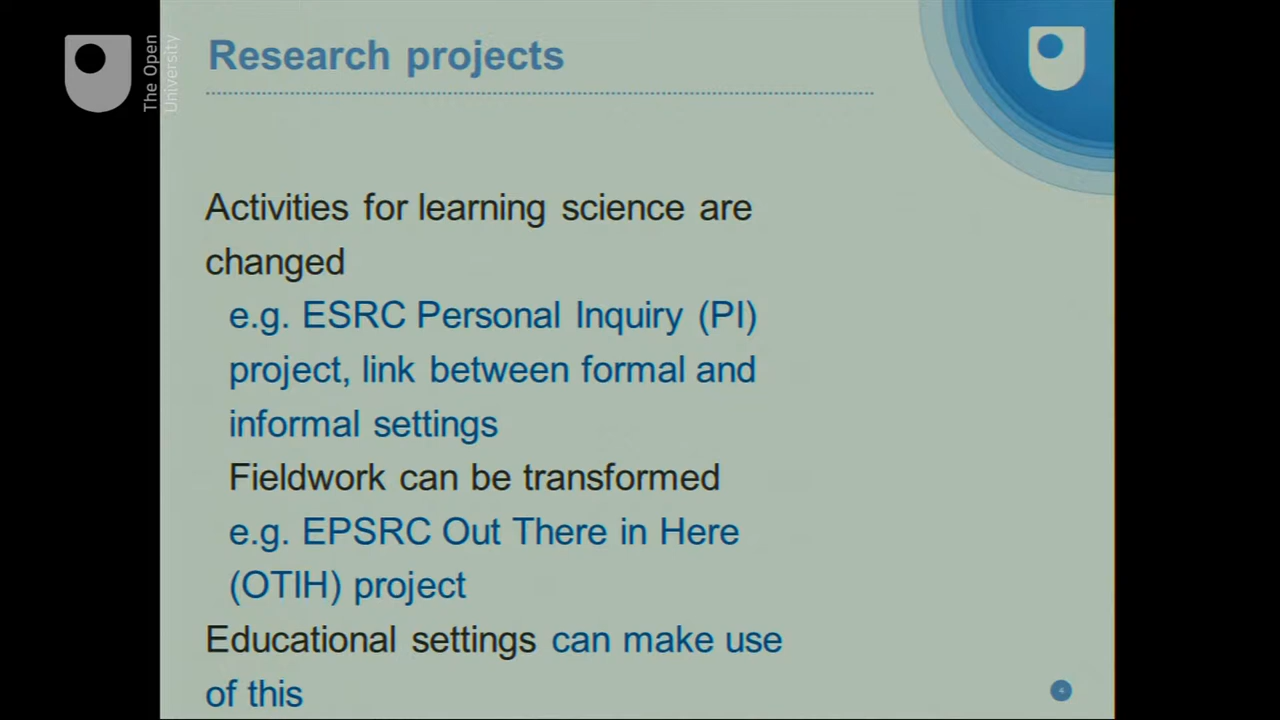 The Open
University
Research projects
Activities for learning science are
changed
e.g. ESRC Personal Inquiry (PI)
project, link between formal and
informal settings
Fieldwork can be transformed
e.g. EPSRC Out There in Here
(OTIH) project
Educational settings can make use
of this